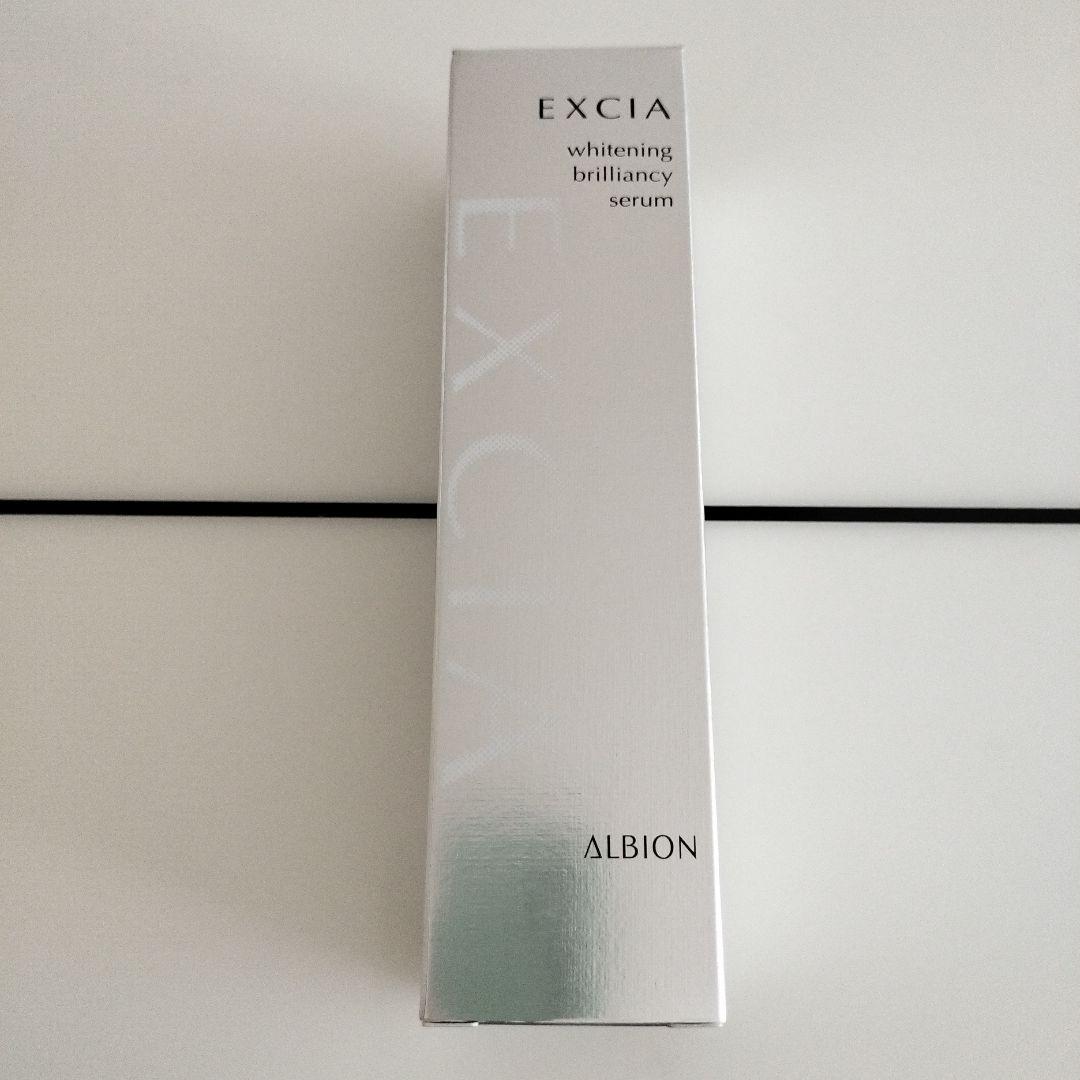 EXCIA
whitening
brilliancy
serum
EXCIA
ALBION